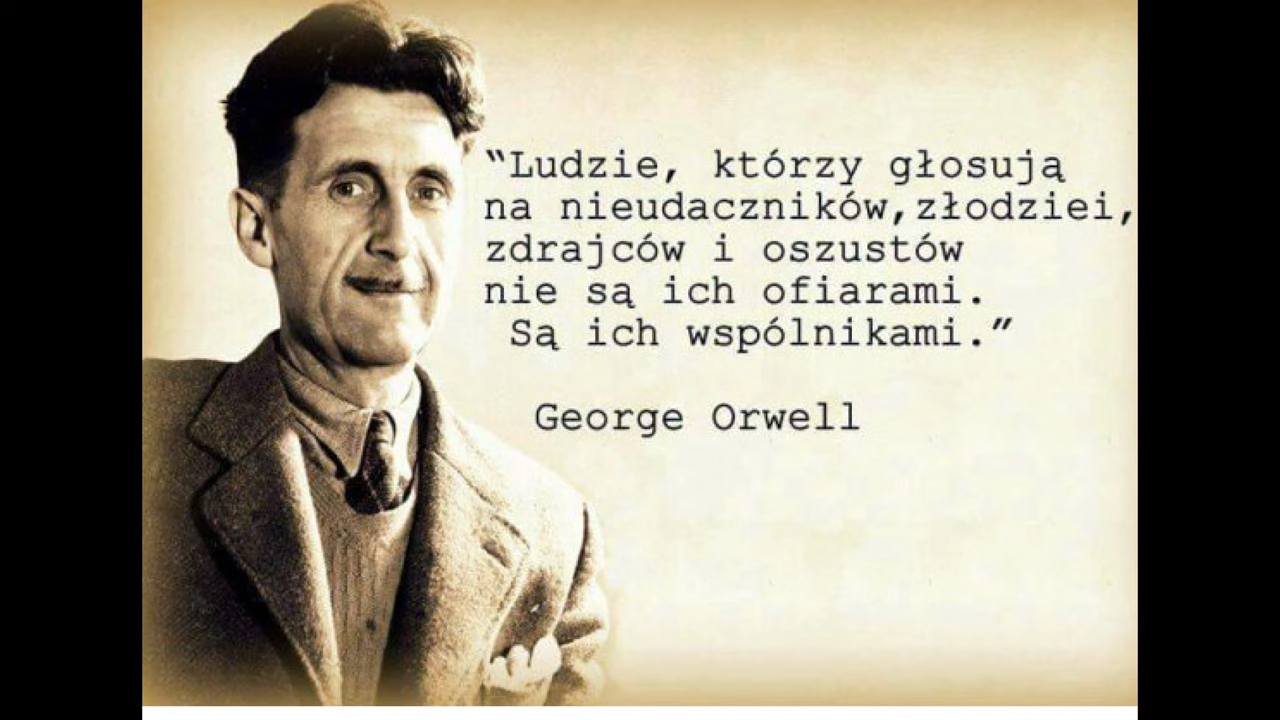 “Ludzie, którzy głosują
na nieudaczników,złodziei,
zdrajców i oszustów
nie są ich ofiarami.
Są ich wspólnikami.”
George Orwell